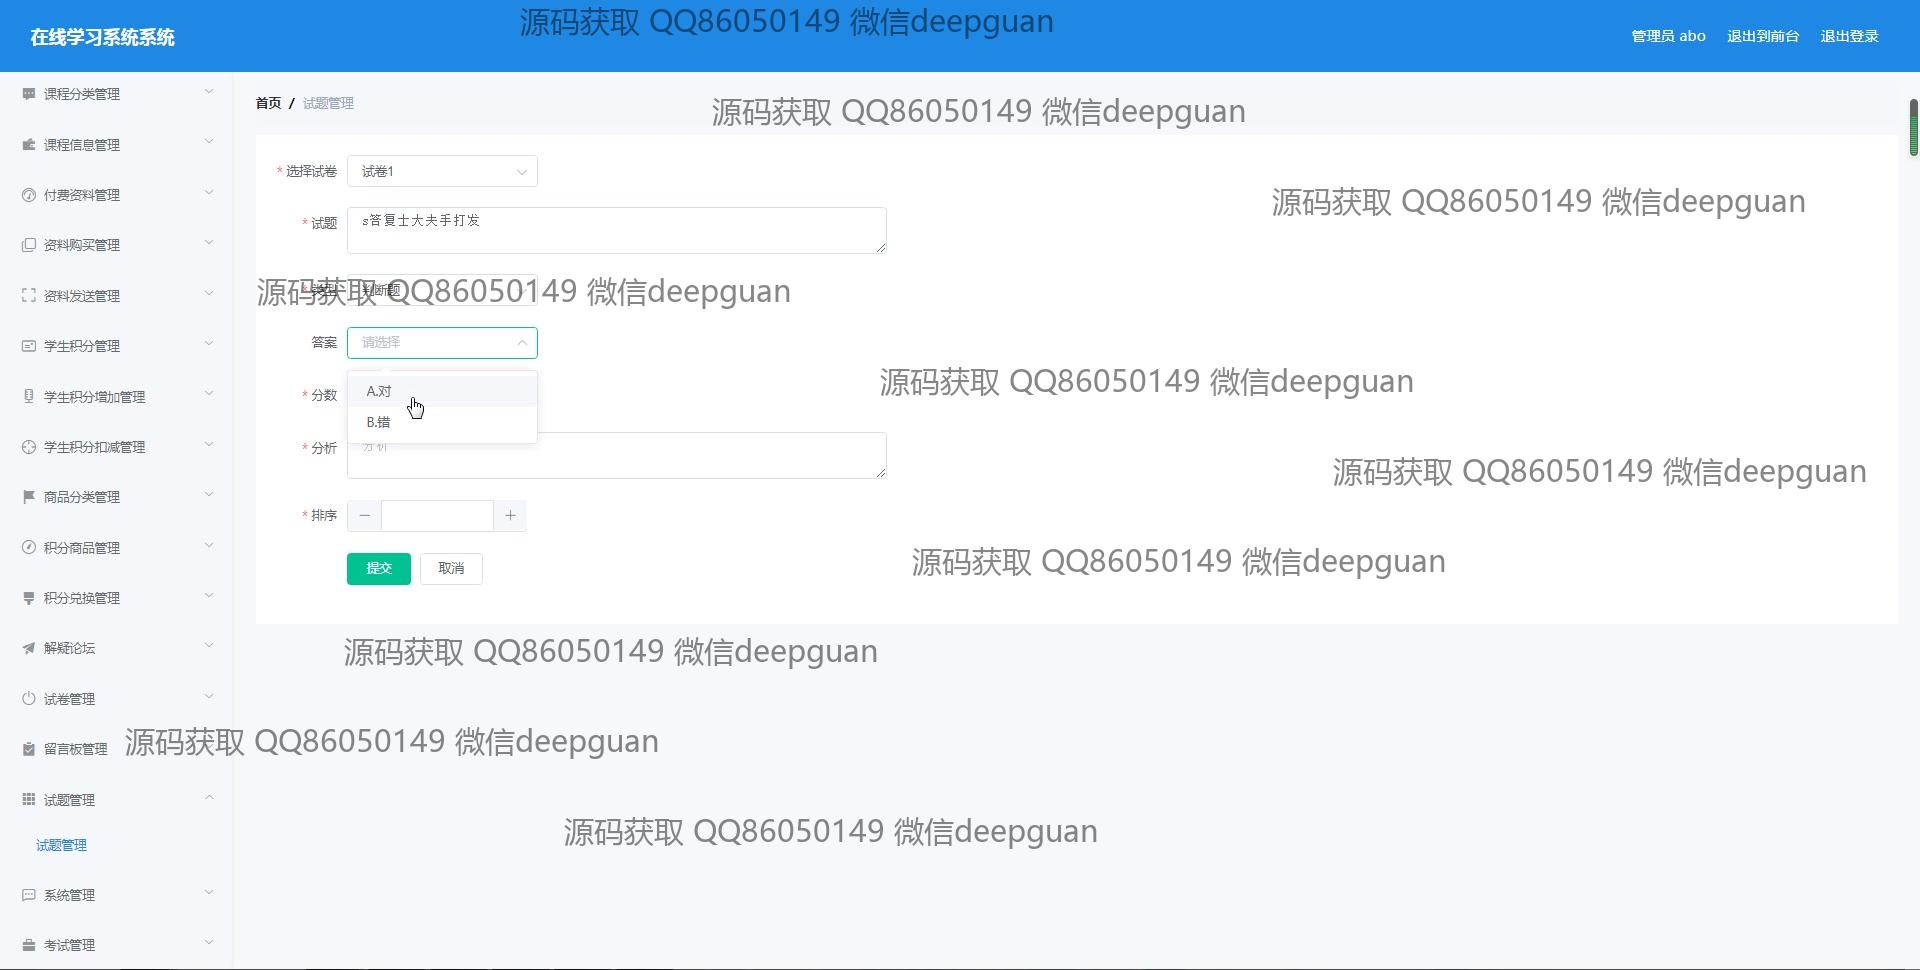 源码获取 QQ86050149 微信deepguan
在线学习系统系统
管理员 abo
退出到前台
退出登录
课程分类管理
首页 / 试题管理
源码获取 QQ86050149 微信deepguan
课程信息管理
* 选择试卷 试卷1
付费资料管理
源码获取 QQ86050149 微信deepguan
* 试题 s答复士大夫手打发
资料购买管理
资料发送管理
* 类型 判断题
源码获取 QQ86050149 微信deepguan
学生积分管理
答案 请选择
源码获取 QQ86050149 微信deepguan
学生积分增加管理
* 分数
A.对
B.错
学生积分扣减管理
* 分析 分析
源码获取 QQ86050149 微信deepguan
商品分类管理
* 排序
积分商品管理
源码获取 QQ86050149 微信deepguan
提交 取消
积分兑换管理
解疑论坛
源码获取 QQ86050149 微信deepguan
试卷管理
留言板管理
源码获取 QQ86050149 微信deepguan
试题管理
源码获取 QQ86050149 微信deepguan
试题管理
系统管理
考试管理